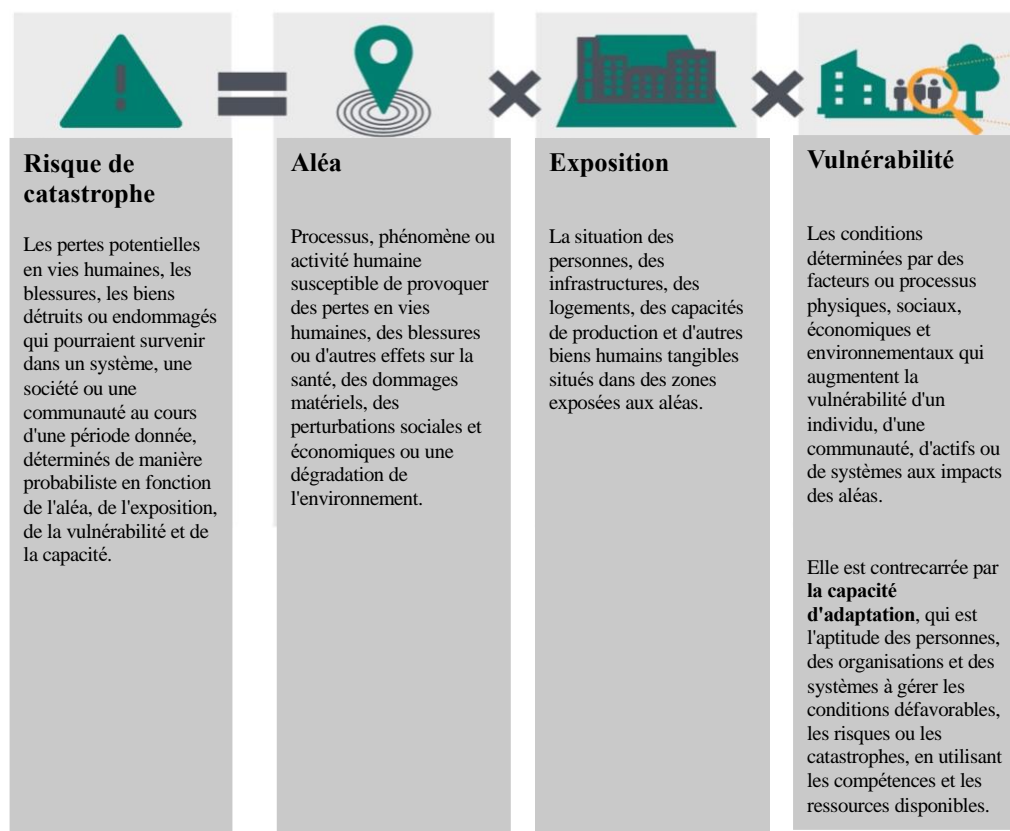 Risque de
catastrophe
Les pertes potentielles
en vies humaines, les
blessures, les biens
détruits ou endommagés
qui pourraient survenir
dans un système, une
société ou une
communauté au cours
d'une période donnée,
déterminés de manière
probabiliste en fonction
de l'aléa, de l'exposition,
de la vulnérabilité et de
la capacité.
Aléa
Processus, phénomène ou
activité humaine
susceptible de provoquer
des pertes en vies
humaines, des blessures
ou d'autres effets sur la
santé, des dommages
matériels, des
perturbations sociales et
économiques ou une
dégradation de
l'environnement.
Exposition
La situation des
personnes, des
infrastructures, des
logements, des capacités
de production et d'autres
biens humains tangibles
situés dans des zones
exposées aux aléas.
Vulnérabilité
Les conditions
déterminées par des
facteurs ou processus
physiques, sociaux,
économiques et
environnementaux qui
augmentent la
vulnérabilité d'un
individu, d'une
communauté, d'actifs ou
de systèmes aux impacts
des aléas.
Elle est contrecarrée par
la capacité
d'adaptation, qui est
l'aptitude des personnes,
des organisations et des
systèmes à gérer les
conditions défavorables,
les risques ou les
catastrophes, en utilisant
les compétences et les
ressources disponibles.